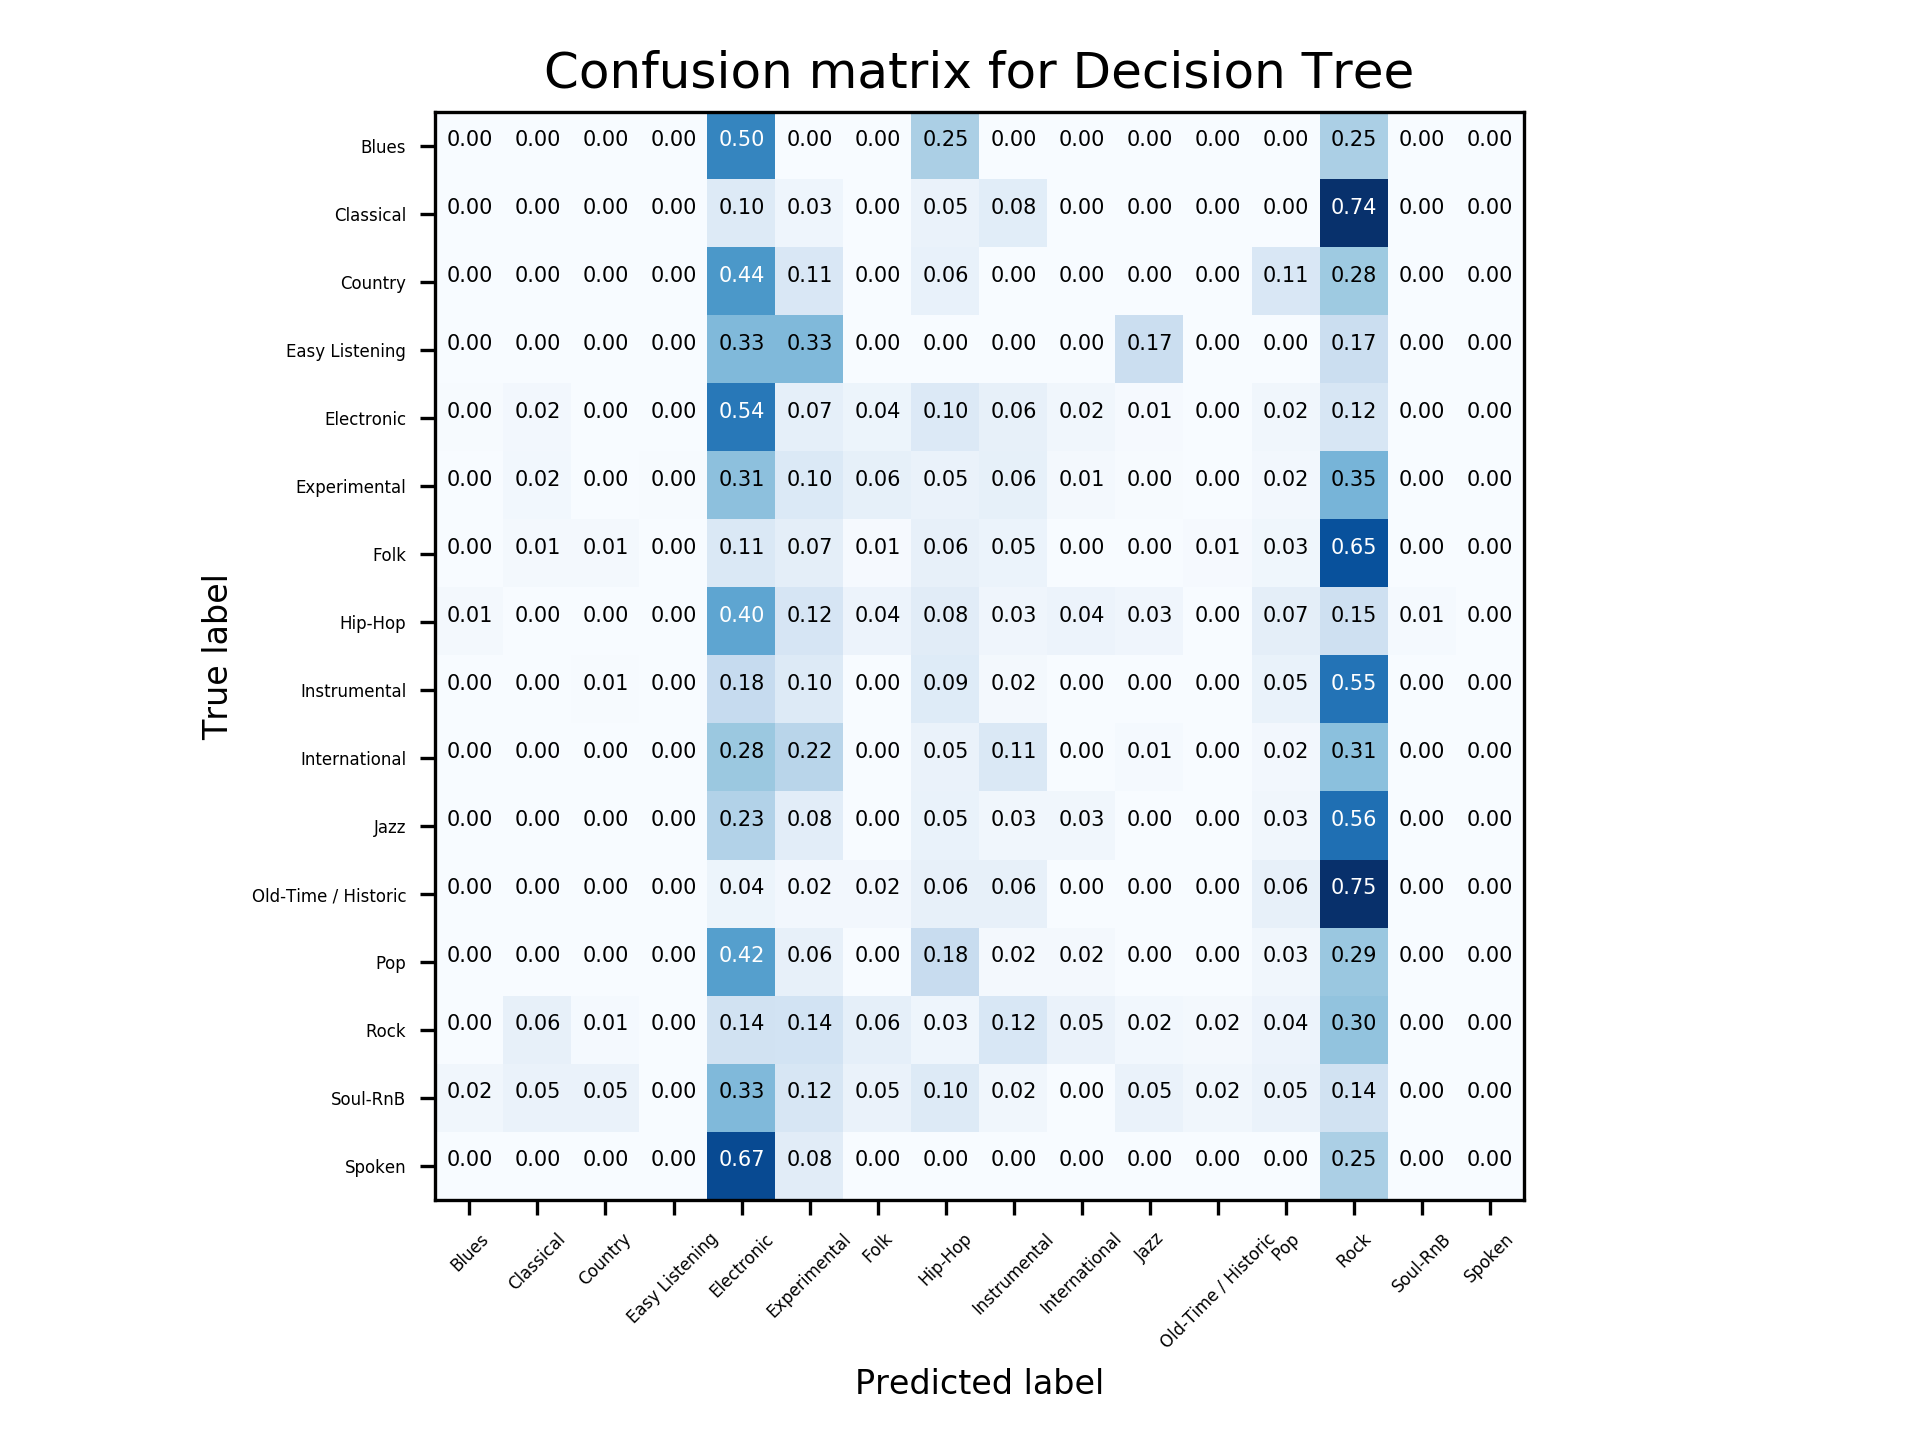 Confusion matrix for Decision Tree
Blues 0.00 0.00 0.00 0.00 0.50 0.00 0.00 0.25 0.00 0.00 0.00 0.00 0.00 0.25 0.00 0.00
Classical 0.00 0.00 0.00 0.00 0.10 0.03 0.00 0.05 0.08 0.00 0.00 0.00 0.00 0.74 0.00 0.00
Country 0.00 0.00 0.00 0.00 0.44 0.11 0.00 0.06 0.00 0.00 0.00 0.00 0.11 0.28 0.00 0.00
Easy Listening 0.00 0.00 0.00 0.00 0.33 0.33 0.00 0.00 0.00 0.00 0.17 0.00 0.00 0.17 0.00 0.00
Electronic 0.00 0.02 0.00 0.00 0.54 0.07 0.04 0.10 0.06 0.02 0.01 0.00 0.02 0.12 0.00 0.00
Experimental 0.00 0.02 0.00 0.00 0.31 0.10 0.06 0.05 0.06 0.01 0.00 0.00 0.02 0.35 0.00 0.00
Folk 0.00 0.01 0.01 0.00 0.11 0.07 0.01 0.06 0.05 0.00 0.00 0.01 0.03 0.65 0.00 0.00
Hip-Hop 0.01 0.00 0.00 0.00 0.40 0.12 0.04 0.08 0.03 0.04 0.03 0.00 0.07 0.15 0.01 0.00
Instrumental 0.00 0.00 0.01 0.00 0.18 0.10 0.00 0.09 0.02 0.00 0.00 0.00 0.05 0.55 0.00 0.00
International 0.00 0.00 0.00 0.00 0.28 0.22 0.00 0.05 0.11 0.00 0.01 0.00 0.02 0.31 0.00 0.00
Jazz 0.00 0.00 0.00 0.00 0.23 0.08 0.00 0.05 0.03 0.03 0.00 0.00 0.03 0.56 0.00 0.00
Old-Time / Historic 0.00 0.00 0.00 0.00 0.04 0.02 0.02 0.06 0.06 0.00 0.00 0.00 0.06 0.75 0.00 0.00
Pop 0.00 0.00 0.00 0.00 0.42 0.06 0.00 0.18 0.02 0.02 0.00 0.00 0.03 0.29 0.00 0.00
Rock 0.00 0.06 0.01 0.00 0.14 0.14 0.06 0.03 0.12 0.05 0.02 0.02 0.04 0.30 0.00 0.00
Soul-RnB 0.02 0.05 0.05 0.00 0.33 0.12 0.05 0.10 0.02 0.00 0.05 0.02 0.05 0.14 0.00 0.00
Spoken 0.00 0.00 0.00 0.00 0.67 0.08 0.00 0.00 0.00 0.00 0.00 0.00 0.00 0.25 0.00 0.00
True label
Blues Classical Country Easy Listening Electronic Experimental Folk Hip-Hop Instrumental International Jazz Old-Time / Historic Pop Rock Soul-RnB Spoken
Predicted label